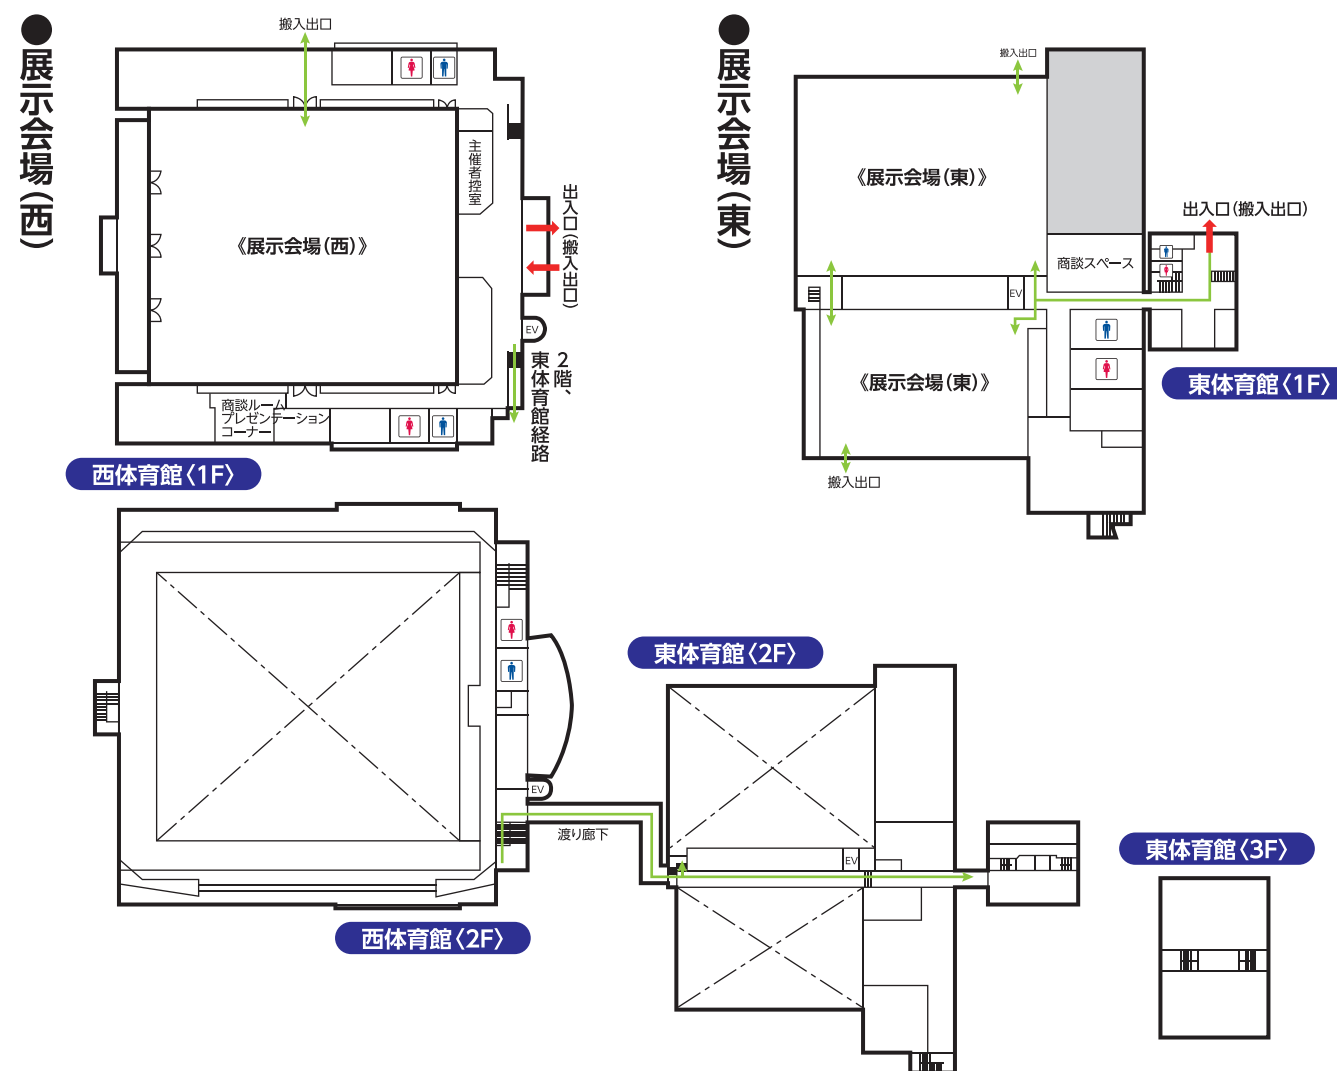 ●展示会場(西)
搬入出口
主催者控室
《展示会場(西)》
出入口(搬入出口)
EV
2階、
東体育館経路
商談ルーム
プレゼンテーション
コーナー
西体育館〈1F〉
●展示会場(東)
搬入出口
《展示会場(東)》
出入口(搬入出口)
商談スペース
EV
《展示会場(東)》
東体育館〈1F〉
搬入出口
EV
渡り廊下
西体育館〈2F〉
東体育館〈2F〉
EV
東体育館〈3F〉